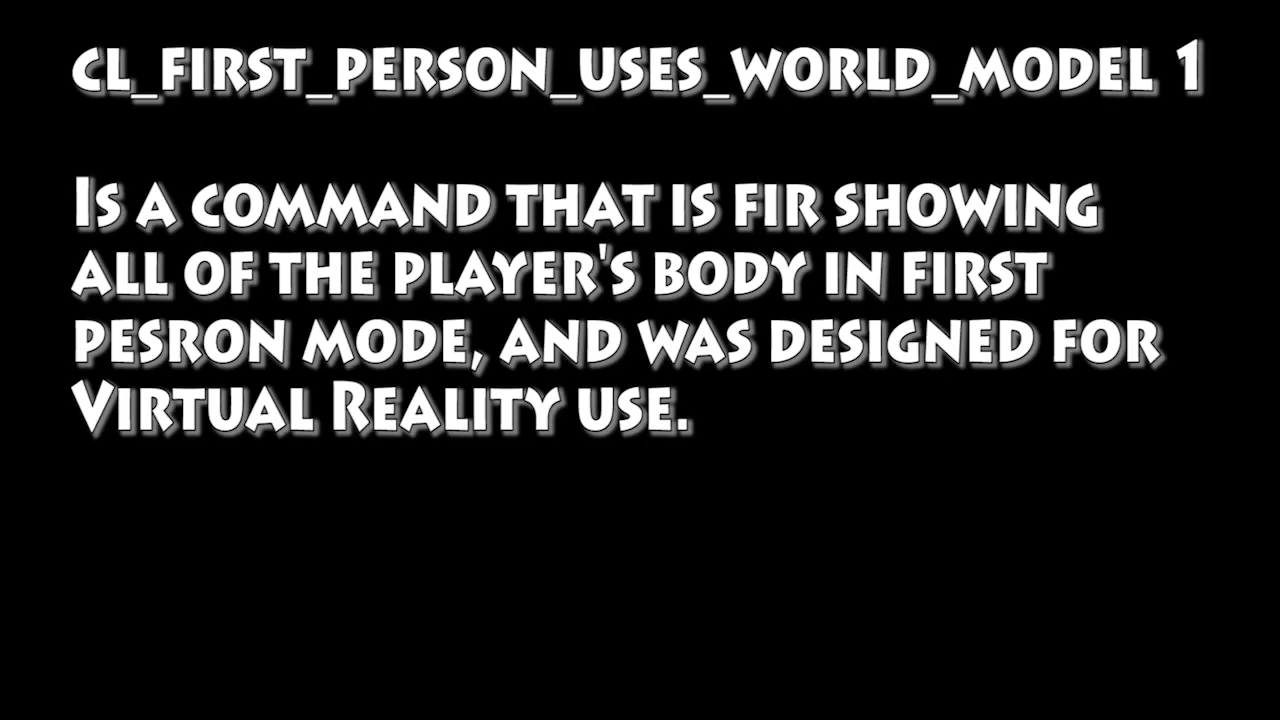 cl_first_person_uses_world_model 1
Is a command that is fir showing
all of the player's body in first
pesron mode, and was designed for
Virtual Reality use.